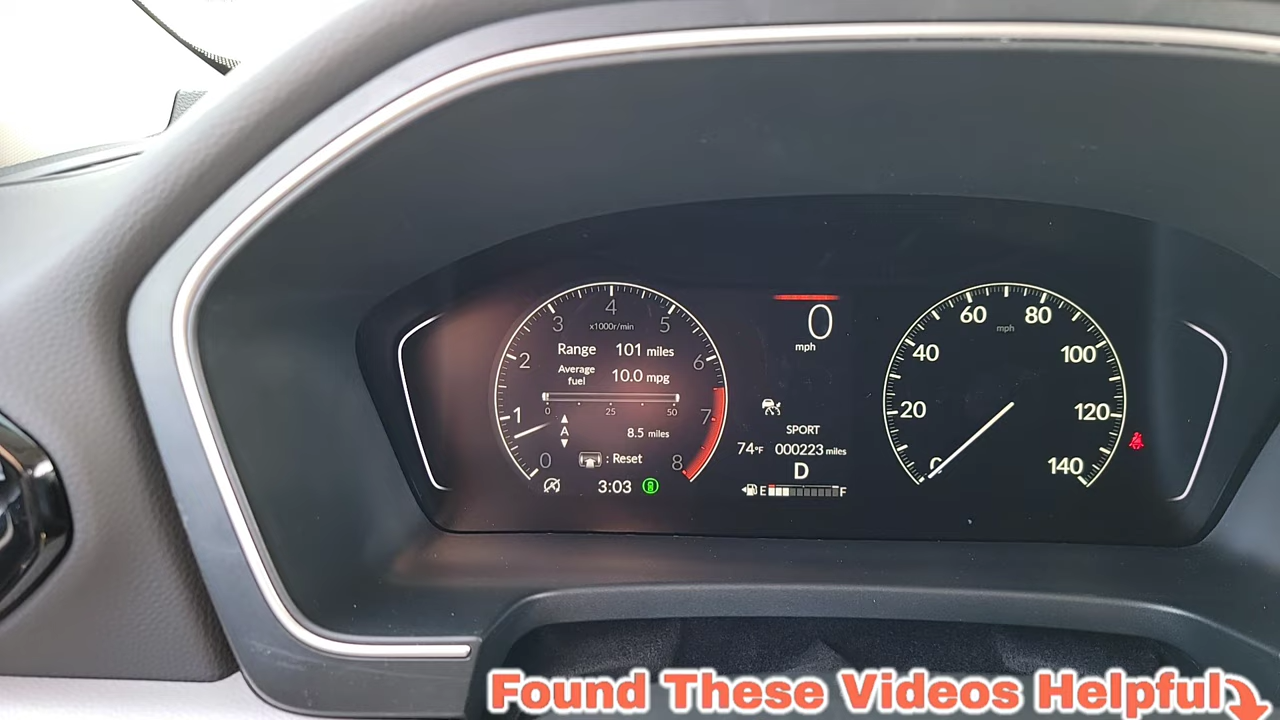 0
1
2
3
4
5
6
7
8
x1000r/min
Range 101 miles
Average fuel 10.0 mpg
0 25 50
A
8.5 miles
: Reset
3:03
0
mph
SPORT
74°F 000223 miles
D
E F
0
20
40
60
80
100
120
140
mph
Found These Videos Helpful